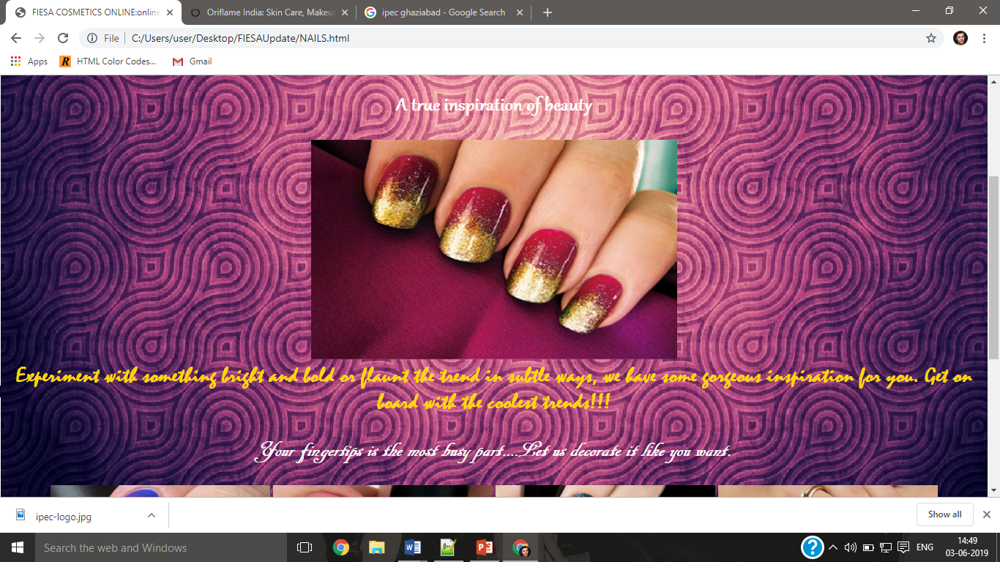 FIESA COSMETICS ONLINE:online
Oriflame India: Skin Care, Makeup
ipec ghaziabad - Google Search
File
C:/Users/user/Desktop/FIESAUpdate/NAILS.html
Apps
HTML Color Codes...
Gmail
A true inspiration of beauty
Experiment with something bright and bold or flaunt the trend in subtle ways, we have some gorgeous inspiration for you. Get on
board with the coolest trends!!!
Your fingertips is the most busy part....Let us decorate it like you want.
ipec-logo.jpg
Show all
Search the web and Windows
ENG
14:49
03-06-2019